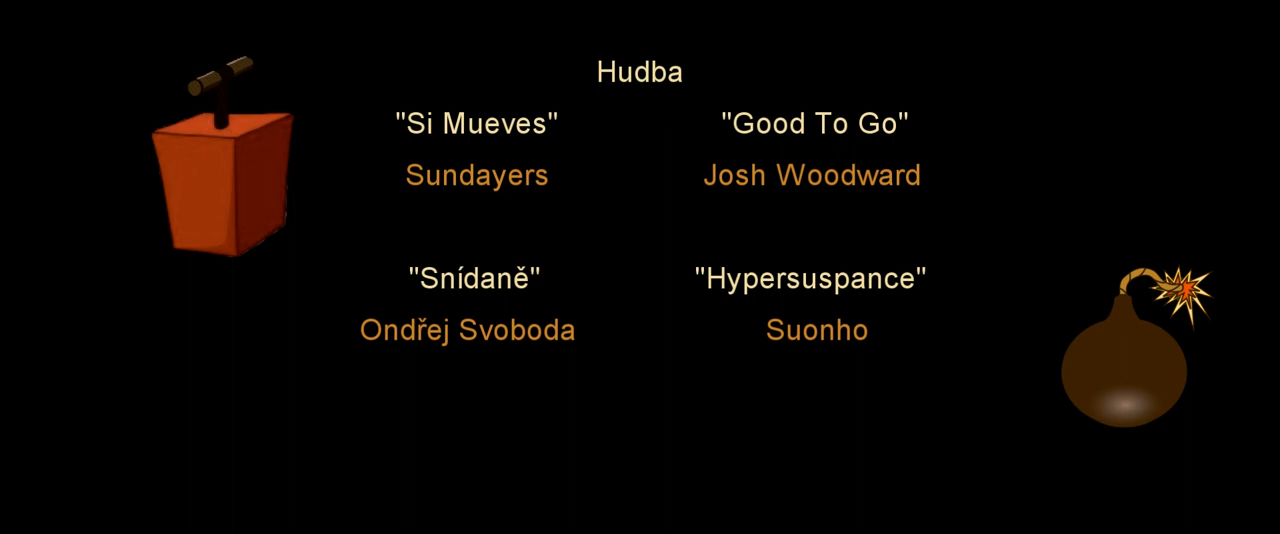 Hudba
"Si Mueves"
Sundayers
"Good To Go"
Josh Woodward
"Snídaně"
Ondřej Svoboda
"Hypersuspance"
Suonho